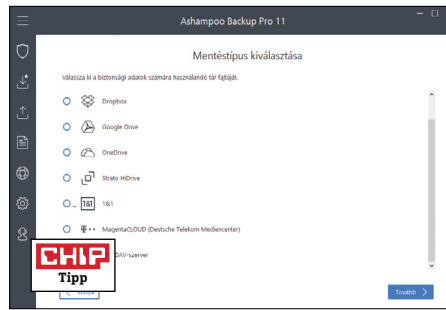 Ashampoo Backup Pro 11
Mentéstípus kiválasztása
Válassza ki a biztonsági adatok számára használandó tár fajtáját.
Dropbox
Google Drive
OneDrive
Strato HiDrive
1&1 1&1
MagentaCLOUD (Deutsche Telekom Mediencenter)
DAV-szerver
CHIP
Tipp
Tovább